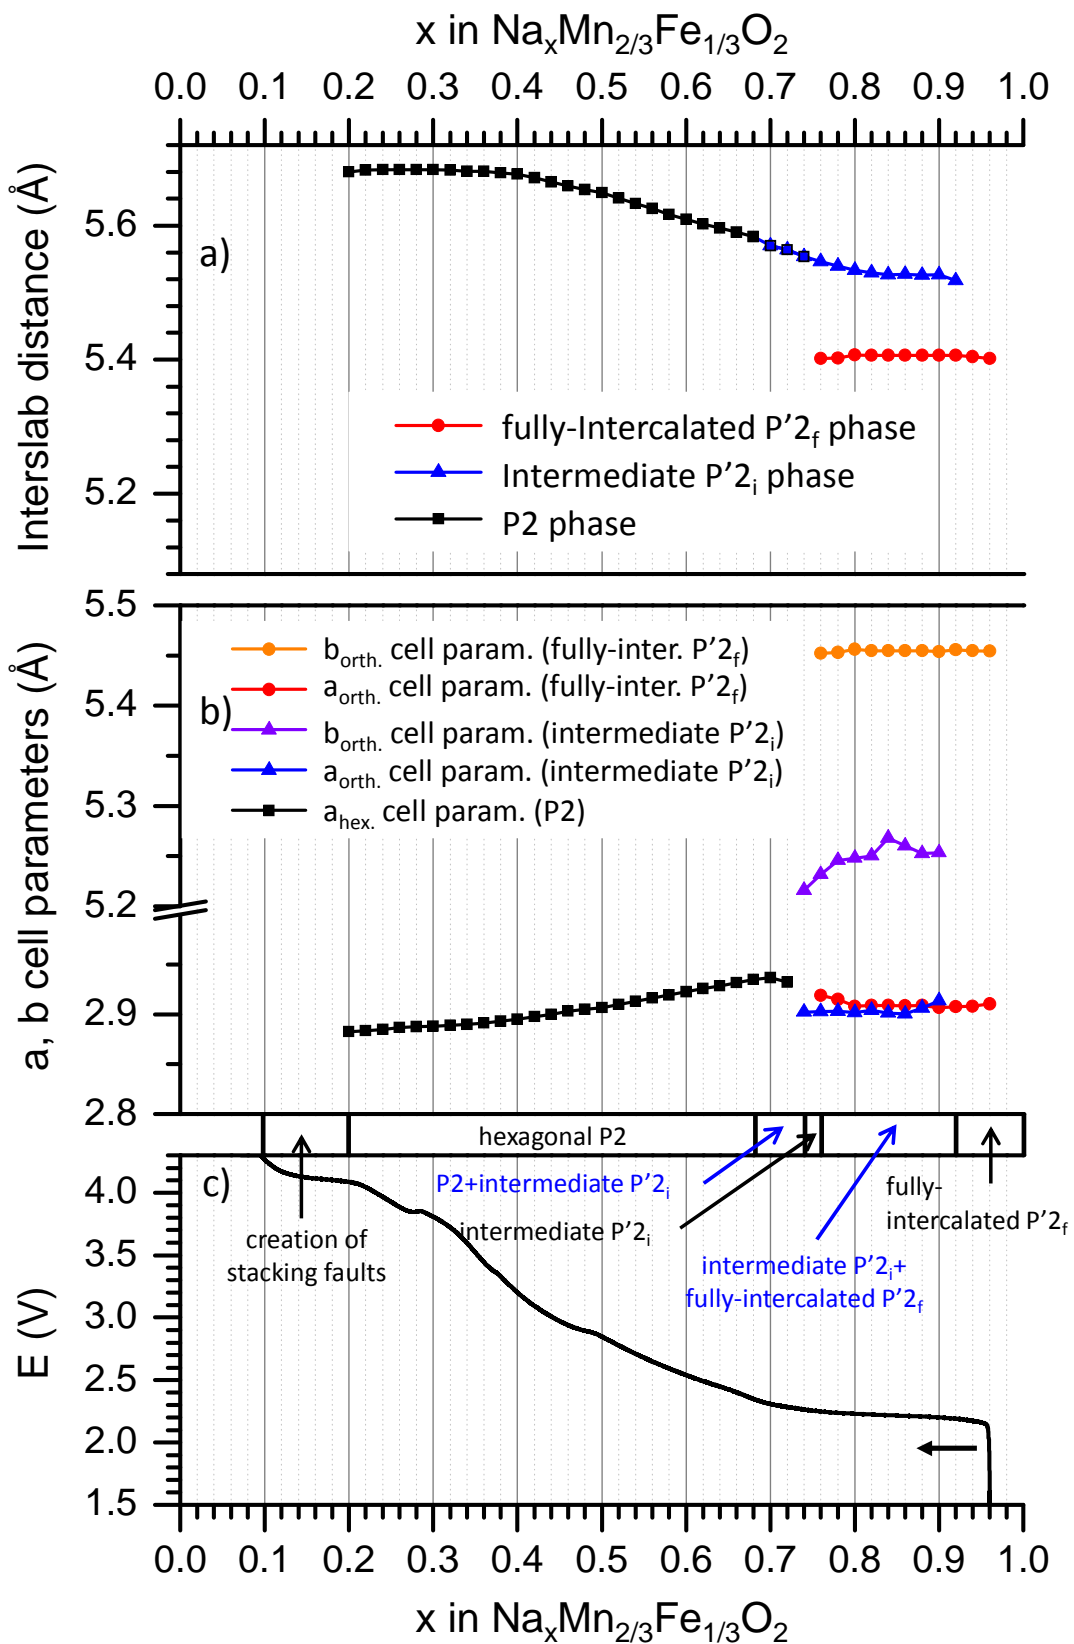 x in NaₓMn₂/₃Fe₁/₃O₂
0.0 0.1 0.2 0.3 0.4 0.5 0.6 0.7 0.8 0.9 1.0
Interslab distance (Å)
5.6
5.4
5.2
a)
fully-Intercalated P'2f phase
Intermediate P'2i phase
P2 phase
a, b cell parameters (Å)
5.5
5.4
5.3
5.2
2.9
2.8
b)
b orth. cell param. (fully-inter. P'2f)
a orth. cell param. (fully-inter. P'2f)
b orth. cell param. (intermediate P'2i)
a orth. cell param. (intermediate P'2i)
a hex. cell param. (P2)
hexagonal P2
c)
P2+intermediate P'2i
intermediate P'2i
fully-
intercalated P'2f
creation of
stacking faults
intermediate P'2i+
fully-intercalated P'2f
E (V)
4.0
3.5
3.0
2.5
2.0
1.5
0.0 0.1 0.2 0.3 0.4 0.5 0.6 0.7 0.8 0.9 1.0
x in NaₓMn₂/₃Fe₁/₃O₂